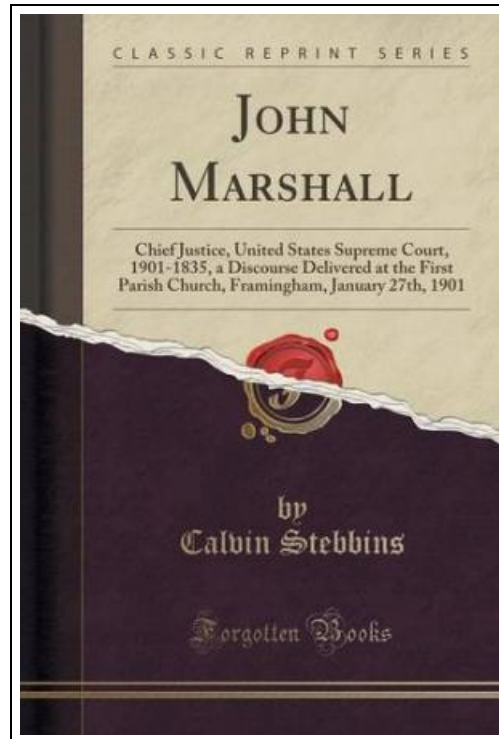 CLASSIC REPRINT SERIES
JOHN
MARSHALL
Chief Justice, United States Supreme Court,
1901-1835, a Discourse Delivered at the First
Parish Church, Framingham, January 27th, 1901
by
Calvin Stebbins
Forgotten Books